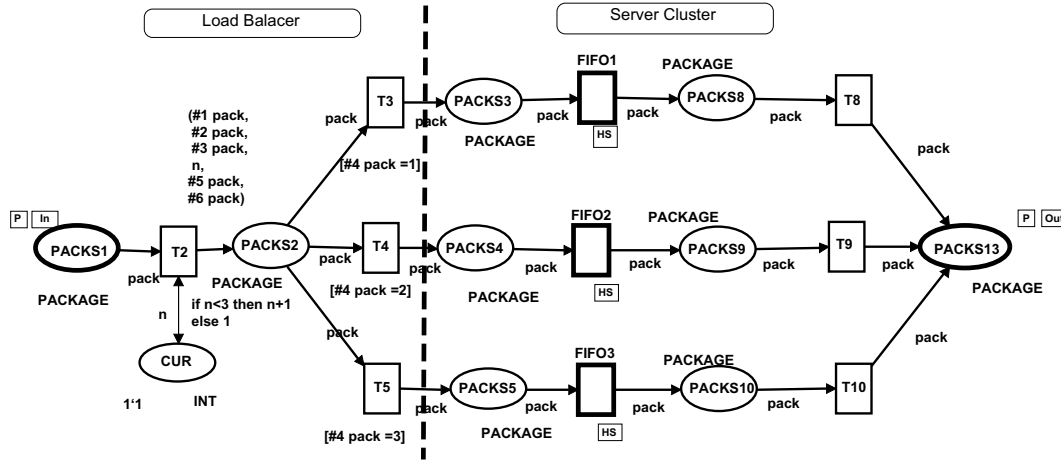 Load Balacer
Server Cluster
FIFO1
PACKAGE
T3
PACKS3
PACKS8
T8
pack
pack
pack
pack
pack
PACKAGE
HS
(#1 pack,
#2 pack,
#3 pack,
n,
#5 pack,
#6 pack)
[#4 pack =1]
pack
P
In
FIFO2
PACKAGE
P
Out
PACKS1
T2
PACKS2
T4
PACKS4
PACKS9
T9
PACKS13
pack
pack
pack
pack
pack
pack
pack
PACKAGE
PACKAGE
PACKAGE
HS
PACKAGE
[#4 pack =2]
n
if n<3 then n+1
else 1
pack
pack
FIFO3
PACKAGE
CUR
T5
PACKS5
PACKS10
T10
1‘1
INT
pack
pack
pack
pack
PACKAGE
HS
[#4 pack =3]